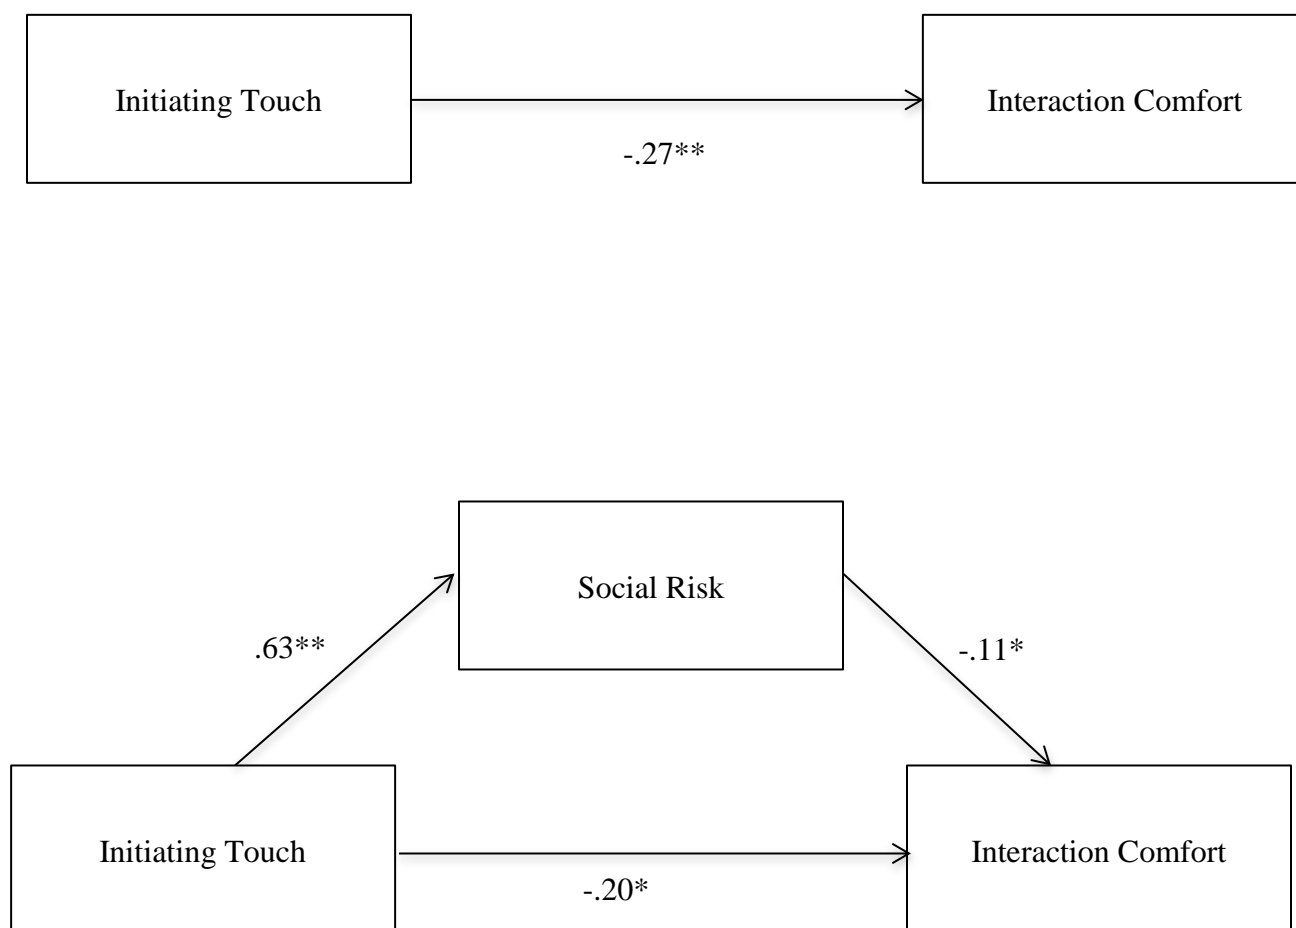 Initiating Touch
Interaction Comfort
-.27**
Social Risk
.63**
-.11*
Initiating Touch
Interaction Comfort
-.20*